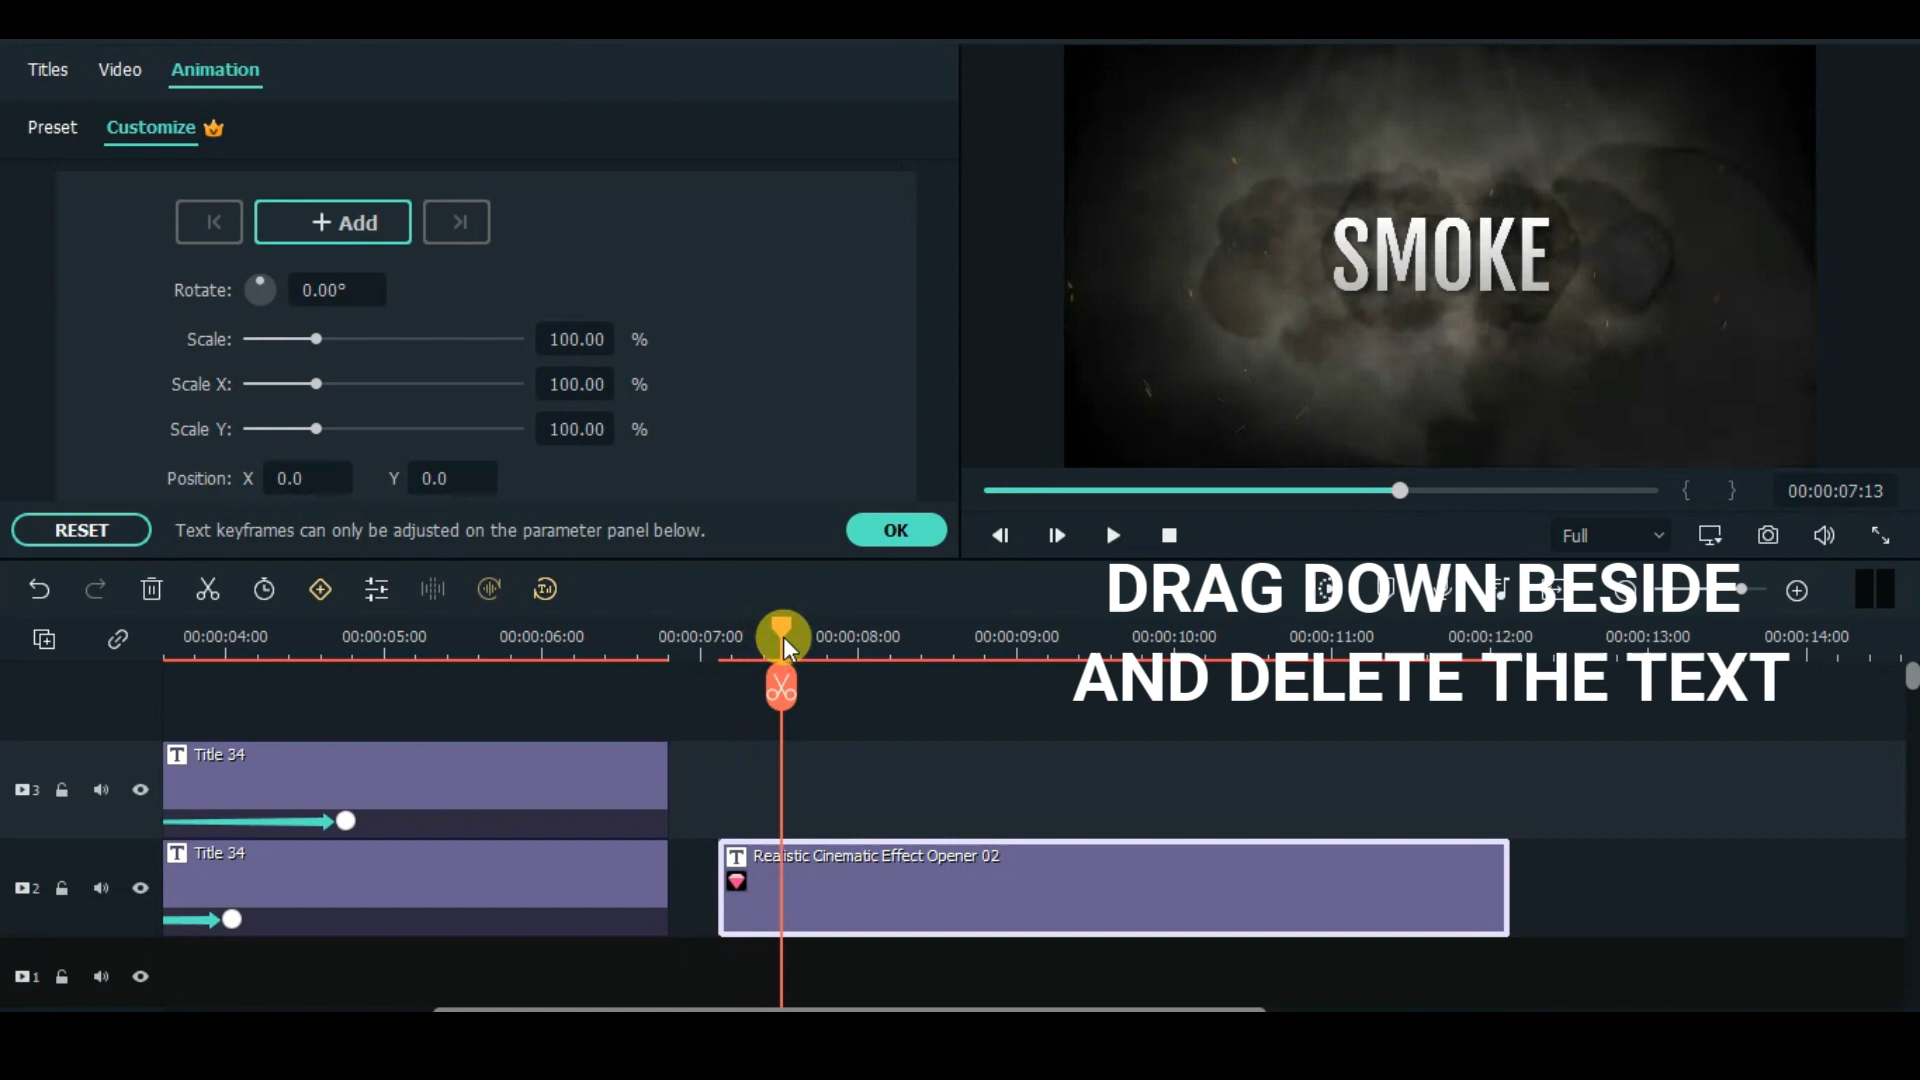 Titles Video Animation
Preset Customize
+ Add
Rotate: 0.00°
Scale: 100.00 %
Scale X: 100.00 %
Scale Y: 100.00 %
Position: X 0.0 Y 0.0
RESET Text keyframes can only be adjusted on the parameter panel below. OK
SMOKE
{ } 00:00:07:13
Full
DRAG DOWN BESIDE
AND DELETE THE TEXT
00:00:04:00 00:00:05:00 00:00:06:00 00:00:07:00 00:00:08:00 00:00:09:00 00:00:10:00 00:00:11:00 00:00:12:00 00:00:13:00 00:00:14:00
T Title 34
3
T Title 34
T Realistic Cinematic Effect Opener 02
2
1